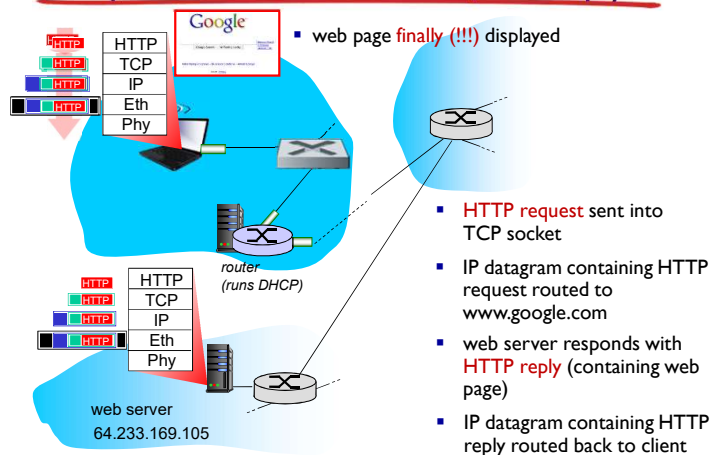 Google
web page finally (!!!) displayed
HTTP
HTTP
HTTP
HTTP
HTTP
HTTP
TCP
IP
Eth
Phy
HTTP request sent into
TCP socket
IP datagram containing HTTP
request routed to
www.google.com
web server responds with
HTTP reply (containing web
page)
IP datagram containing HTTP
reply routed back to client
router
(runs DHCP)
HTTP
HTTP
HTTP
HTTP
HTTP
TCP
IP
Eth
Phy
web server
64.233.169.105